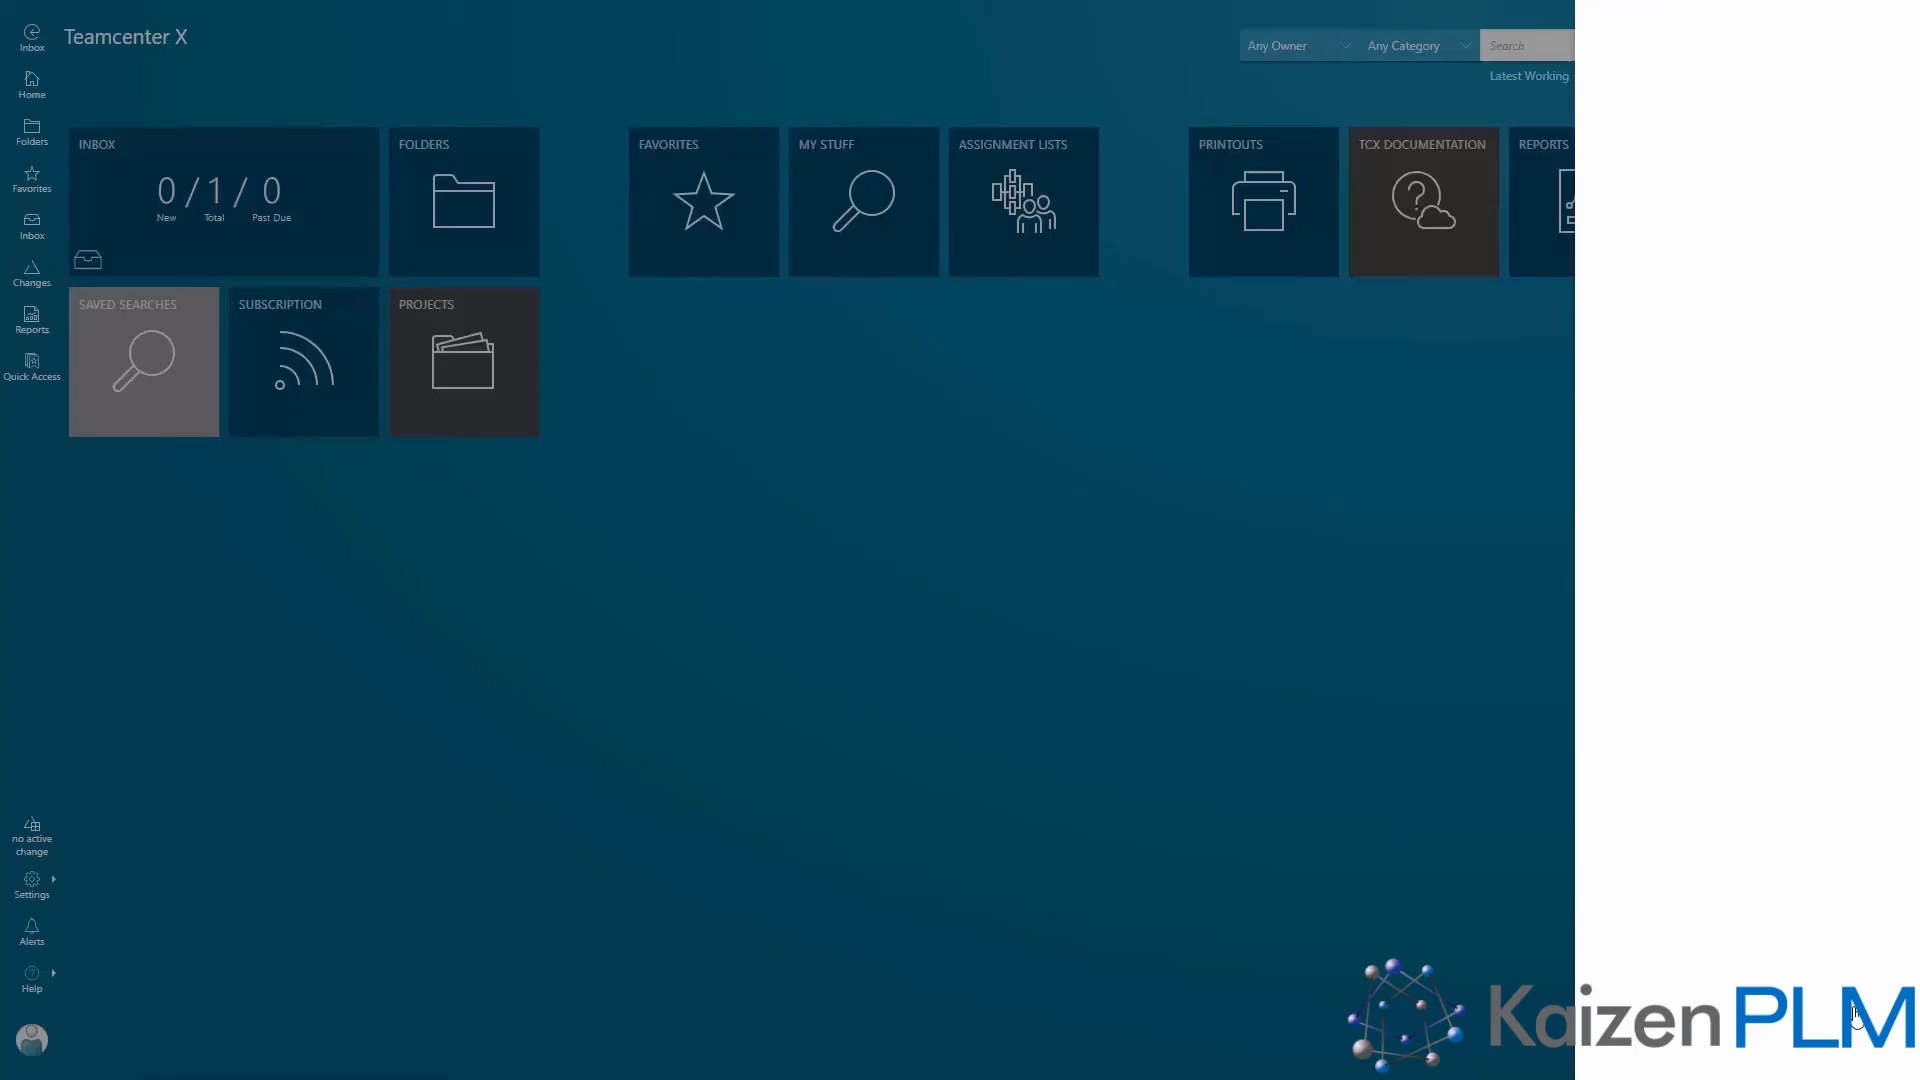 Inbox
Home
Folders
Favorites
Inbox
Changes
Reports
Quick Access
no active
change
Settings
Alerts
Help
Teamcenter X
Any Owner
Any Category
Search
Latest Working
INBOX
0 / 1 / 0
New Total Past Due
FOLDERS
FAVORITES
MY STUFF
ASSIGNMENT LISTS
PRINTOUTS
TCX DOCUMENTATION
REPORTS
SAVED SEARCHES
SUBSCRIPTION
PROJECTS
Kaizen PLM